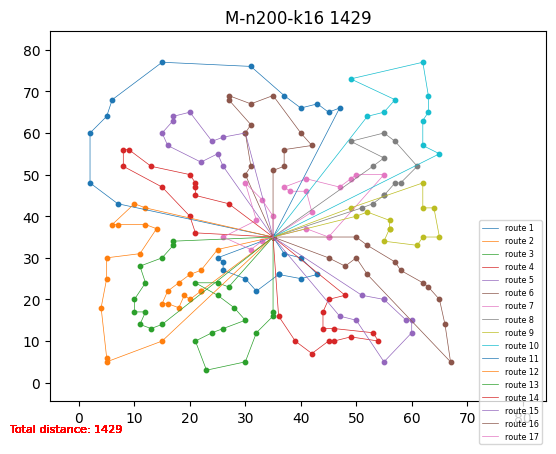 M-n200-k16 1429
80
70
60
50
40
30
20
10
0
0 10 20 30 40 50 60 70 80
route 1
route 2
route 3
route 4
route 5
route 6
route 7
route 8
route 9
route 10
route 11
route 12
route 13
route 14
route 15
route 16
route 17
Total distance: 1429